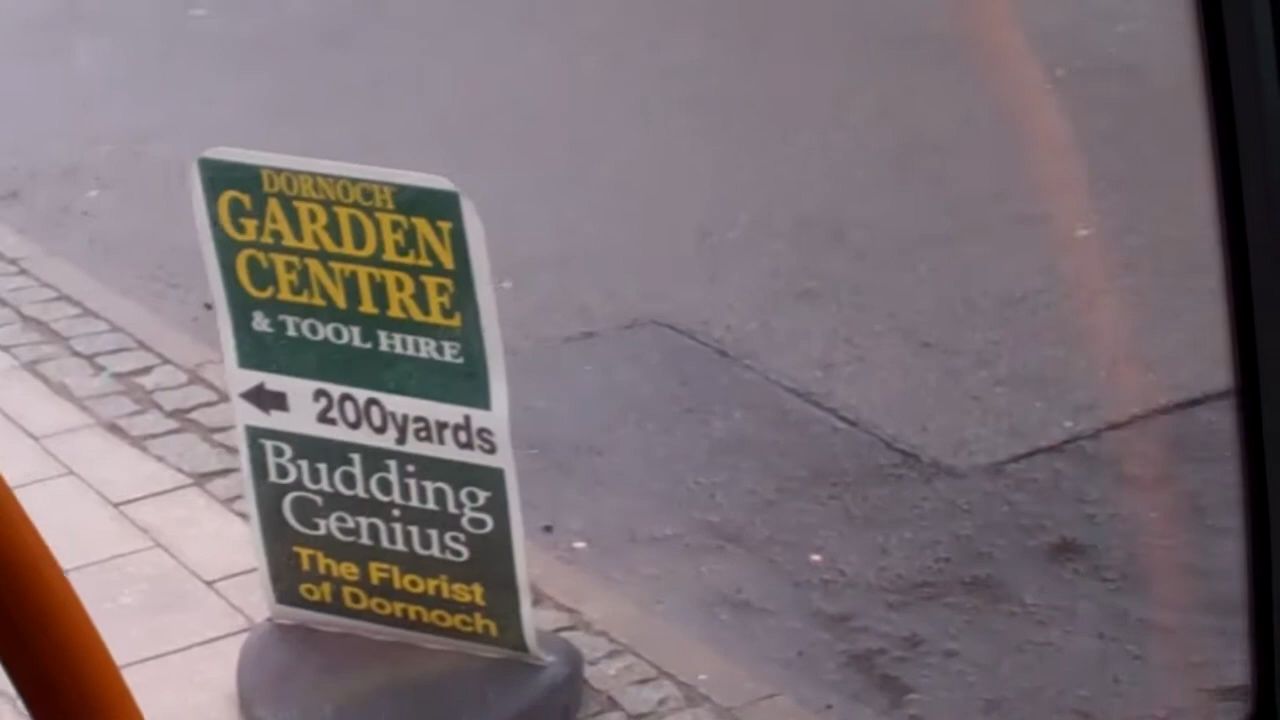 DORNOCH
GARDEN
CENTRE
& TOOL HIRE
200yards
Budding
Genius
The Florist
of Dornoch